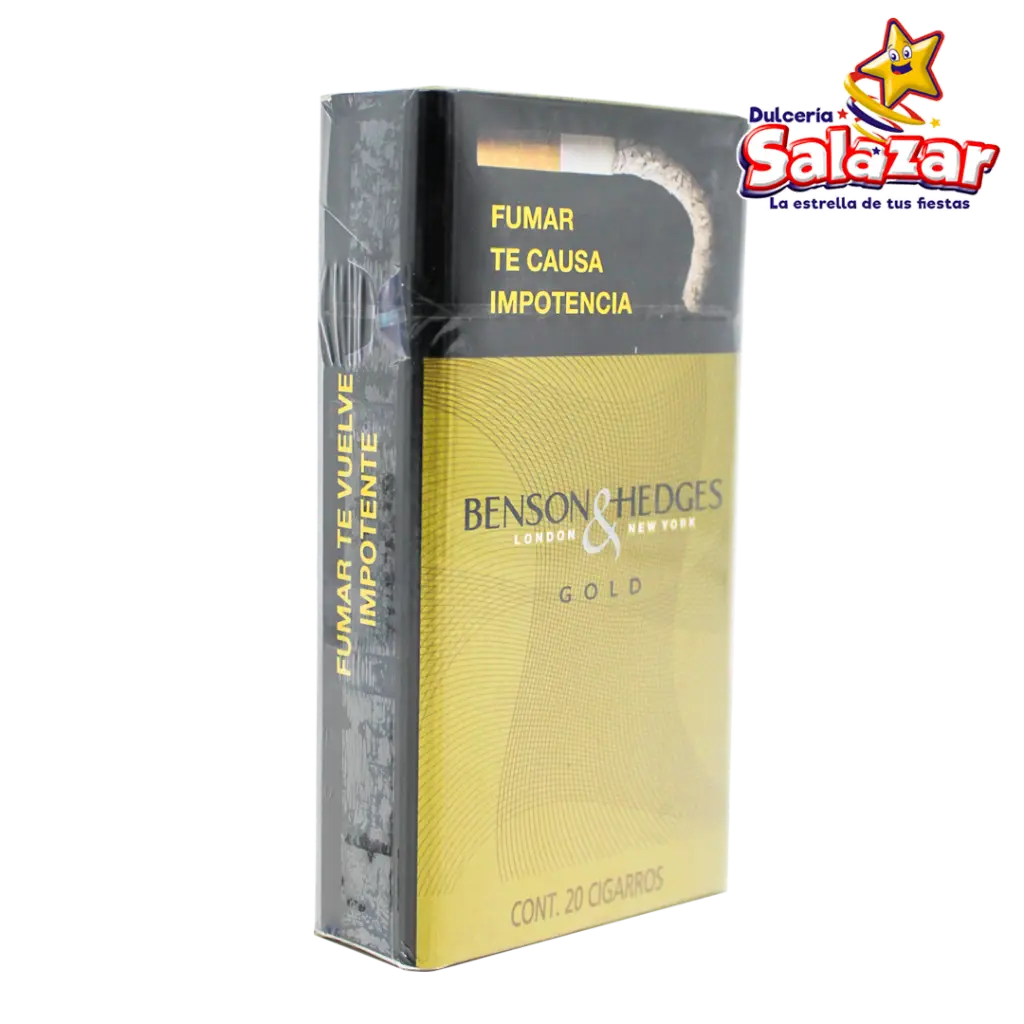 Dulcería
Salazar
La estrella de tus fiestas
FUMAR
TE CAUSA
IMPOTENCIA
FUMAR TE VUELVE
IMPOTENTE
BENSON & HEDGES
LONDON NEW YORK
GOLD
CONT. 20 CIGARROS